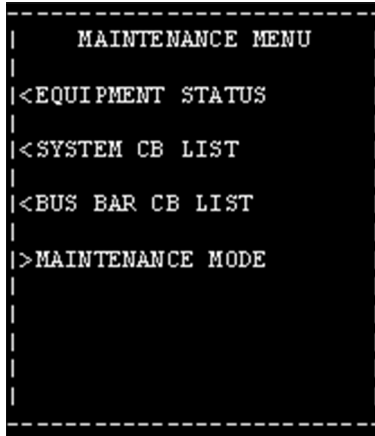 MAINTENANCE MENU
<EQUIPMENT STATUS
<SYSTEM CB LIST
<BUS BAR CB LIST
>MAINTENANCE MODE